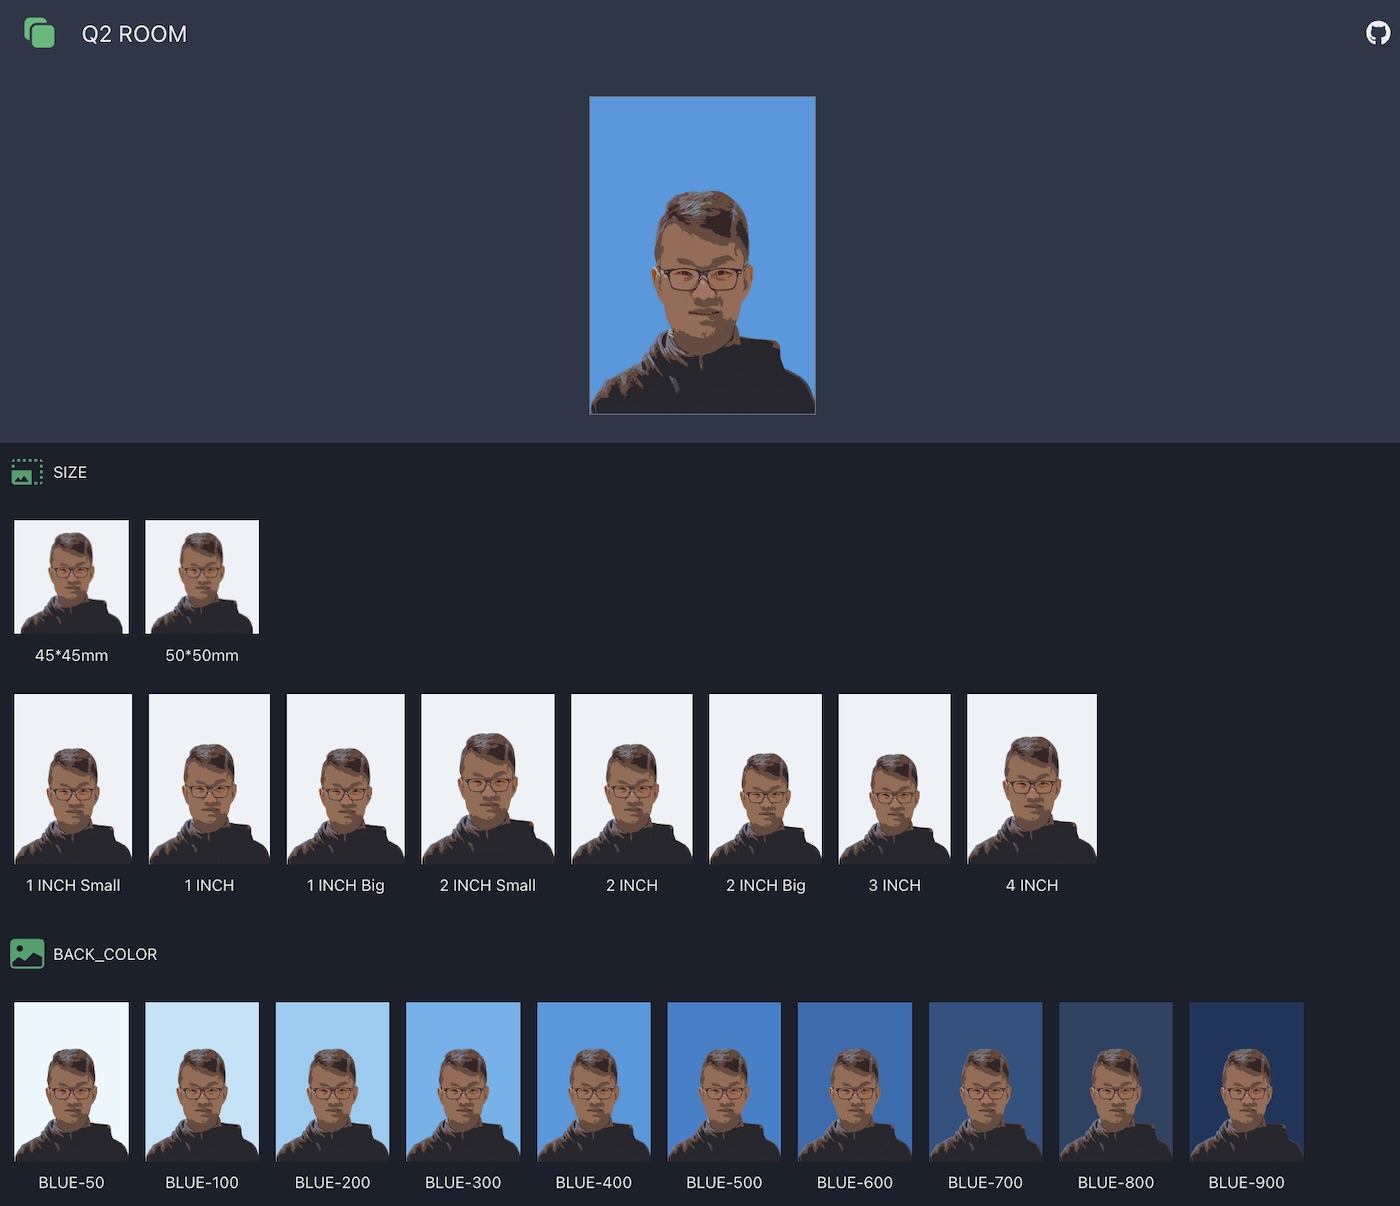 Q2 ROOM
SIZE
45*45mm 50*50mm
1 INCH Small 1 INCH 1 INCH Big 2 INCH Small 2 INCH 2 INCH Big 3 INCH 4 INCH
BACK_COLOR
BLUE-50 BLUE-100 BLUE-200 BLUE-300 BLUE-400 BLUE-500 BLUE-600 BLUE-700 BLUE-800 BLUE-900